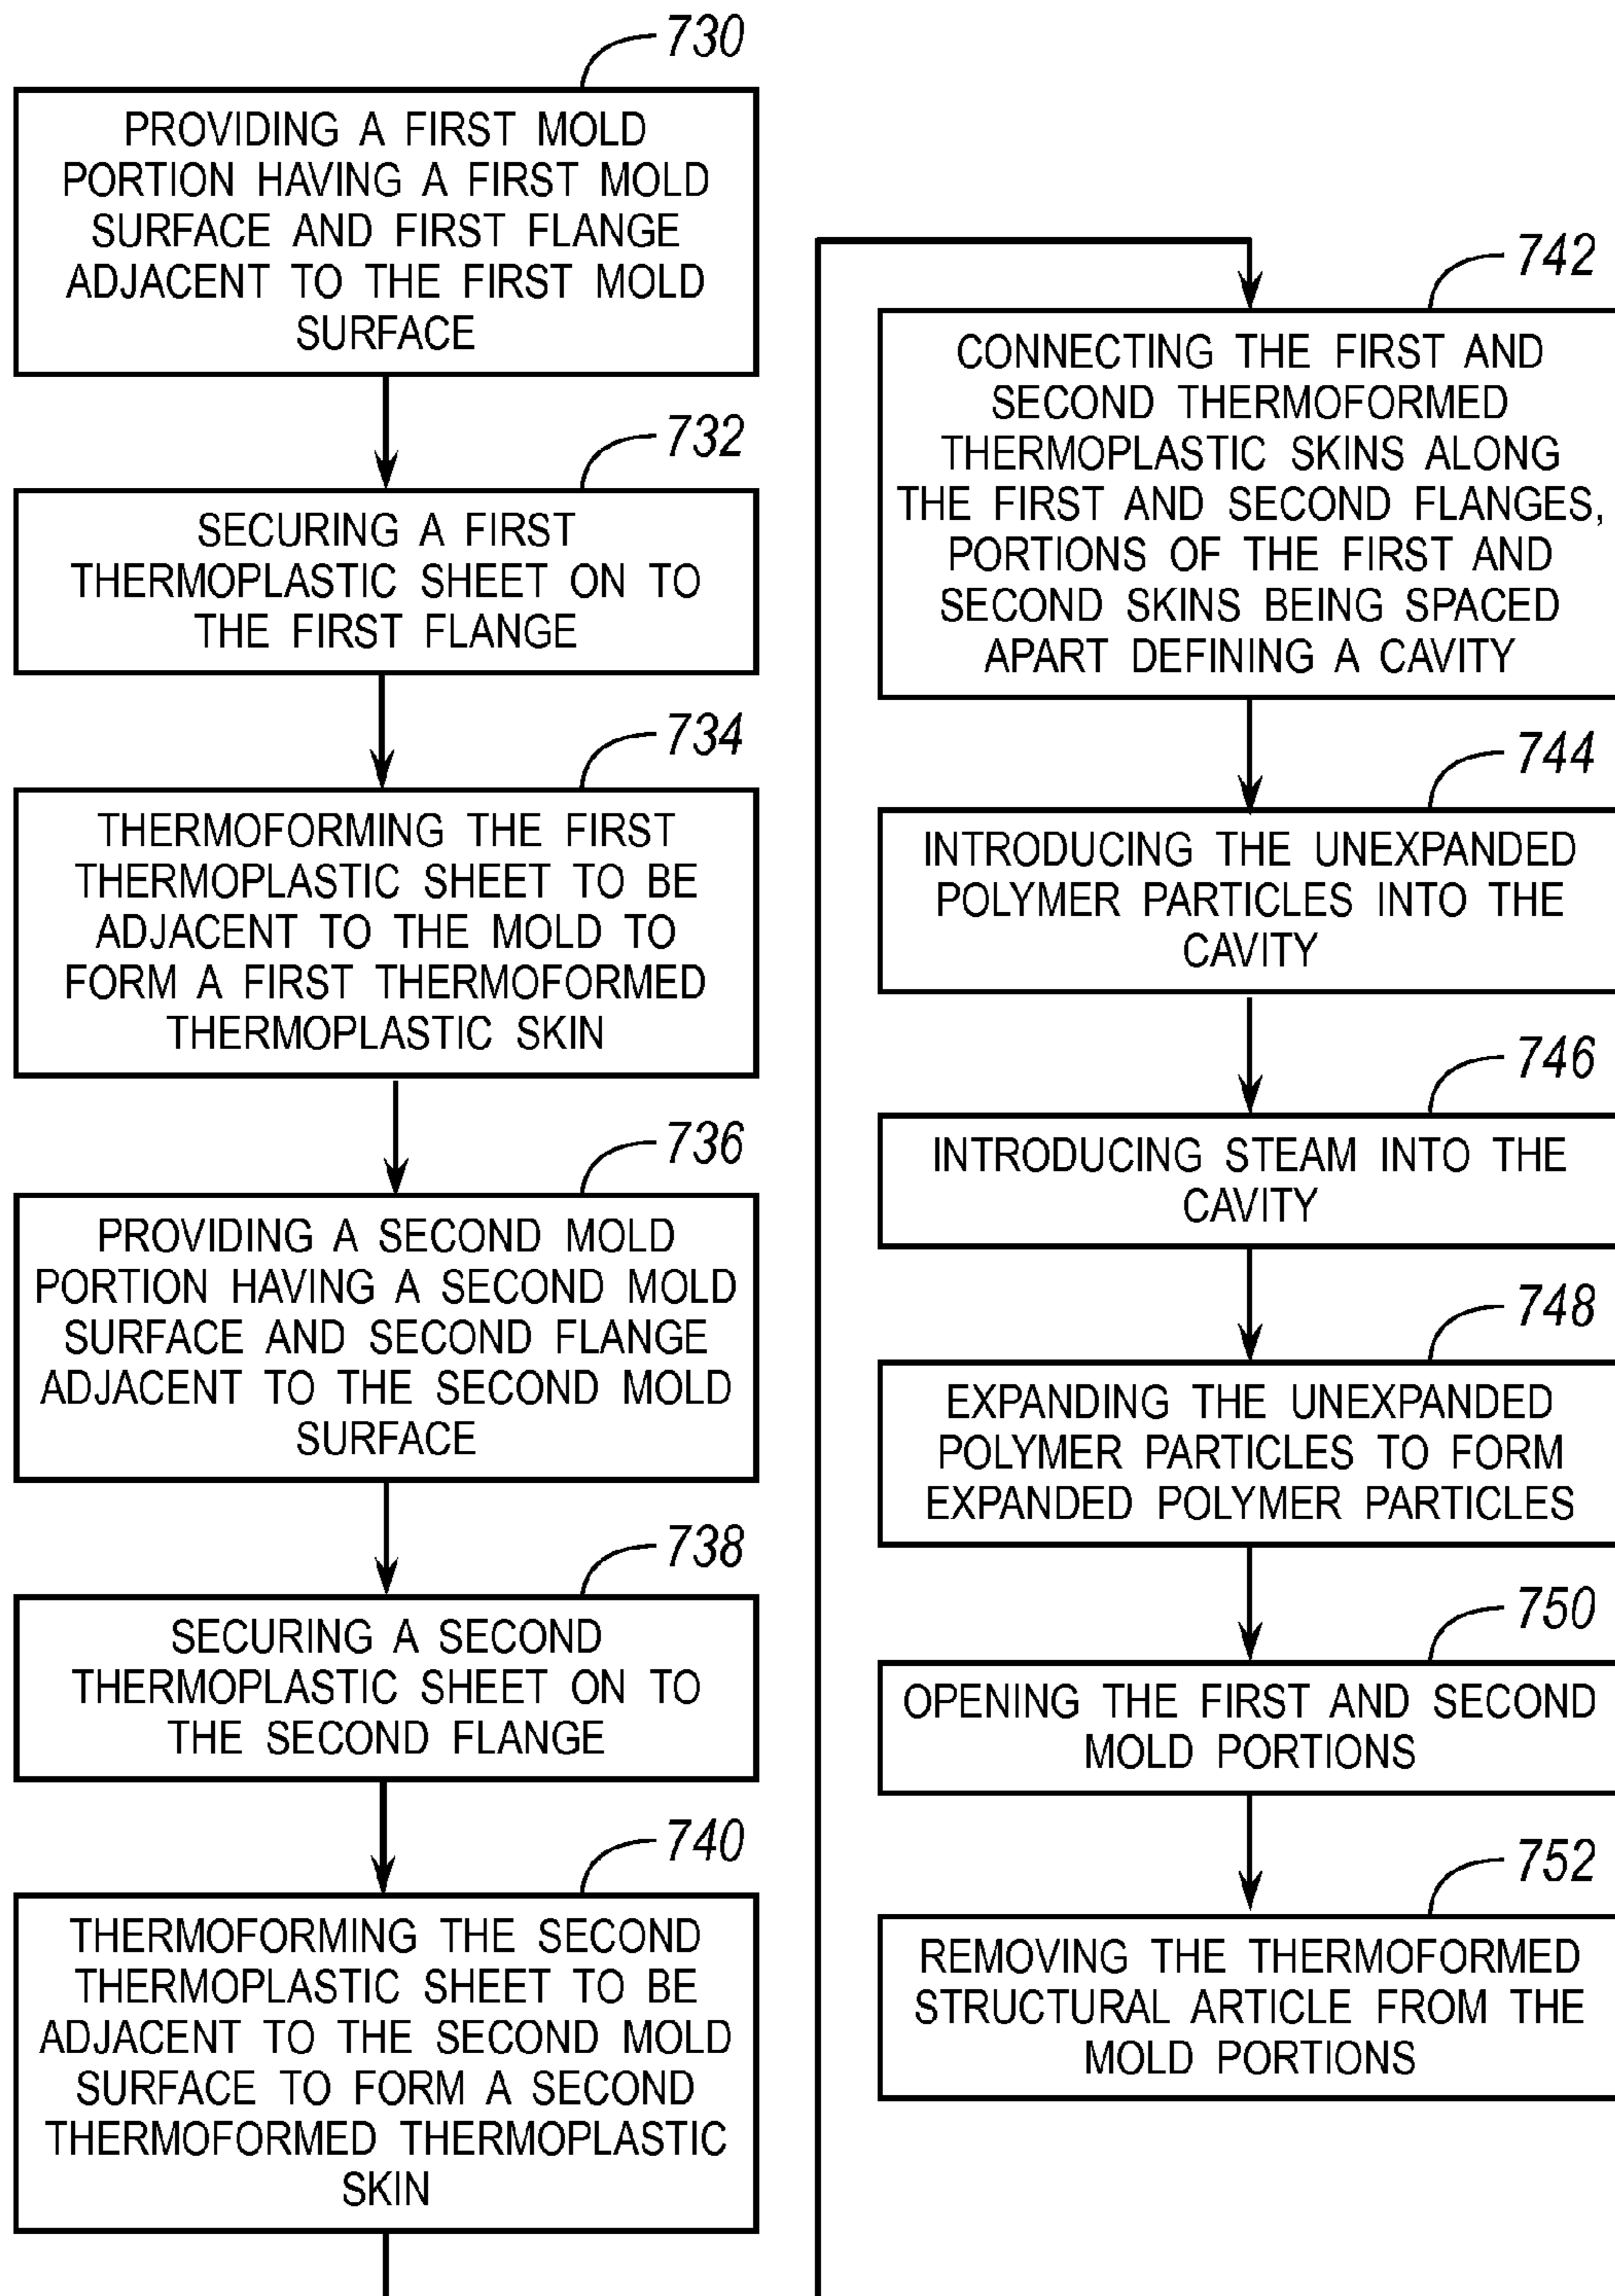 730
PROVIDING A FIRST MOLD
PORTION HAVING A FIRST MOLD
SURFACE AND FIRST FLANGE
ADJACENT TO THE FIRST MOLD
SURFACE
732
SECURING A FIRST
THERMOPLASTIC SHEET ON TO
THE FIRST FLANGE
734
THERMOFORMING THE FIRST
THERMOPLASTIC SHEET TO BE
ADJACENT TO THE MOLD TO
FORM A FIRST THERMOFORMED
THERMOPLASTIC SKIN
736
PROVIDING A SECOND MOLD
PORTION HAVING A SECOND MOLD
SURFACE AND SECOND FLANGE
ADJACENT TO THE SECOND MOLD
SURFACE
738
SECURING A SECOND
THERMOPLASTIC SHEET ON TO
THE SECOND FLANGE
740
THERMOFORMING THE SECOND
THERMOPLASTIC SHEET TO BE
ADJACENT TO THE SECOND MOLD
SURFACE TO FORM A SECOND
THERMOFORMED THERMOPLASTIC
SKIN
742
CONNECTING THE FIRST AND
SECOND THERMOFORMED
THERMOPLASTIC SKINS ALONG
THE FIRST AND SECOND FLANGES,
PORTIONS OF THE FIRST AND
SECOND SKINS BEING SPACED
APART DEFINING A CAVITY
744
INTRODUCING THE UNEXPANDED
POLYMER PARTICLES INTO THE
CAVITY
746
INTRODUCING STEAM INTO THE
CAVITY
748
EXPANDING THE UNEXPANDED
POLYMER PARTICLES TO FORM
EXPANDED POLYMER PARTICLES
750
OPENING THE FIRST AND SECOND
MOLD PORTIONS
752
REMOVING THE THERMOFORMED
STRUCTURAL ARTICLE FROM THE
MOLD PORTIONS